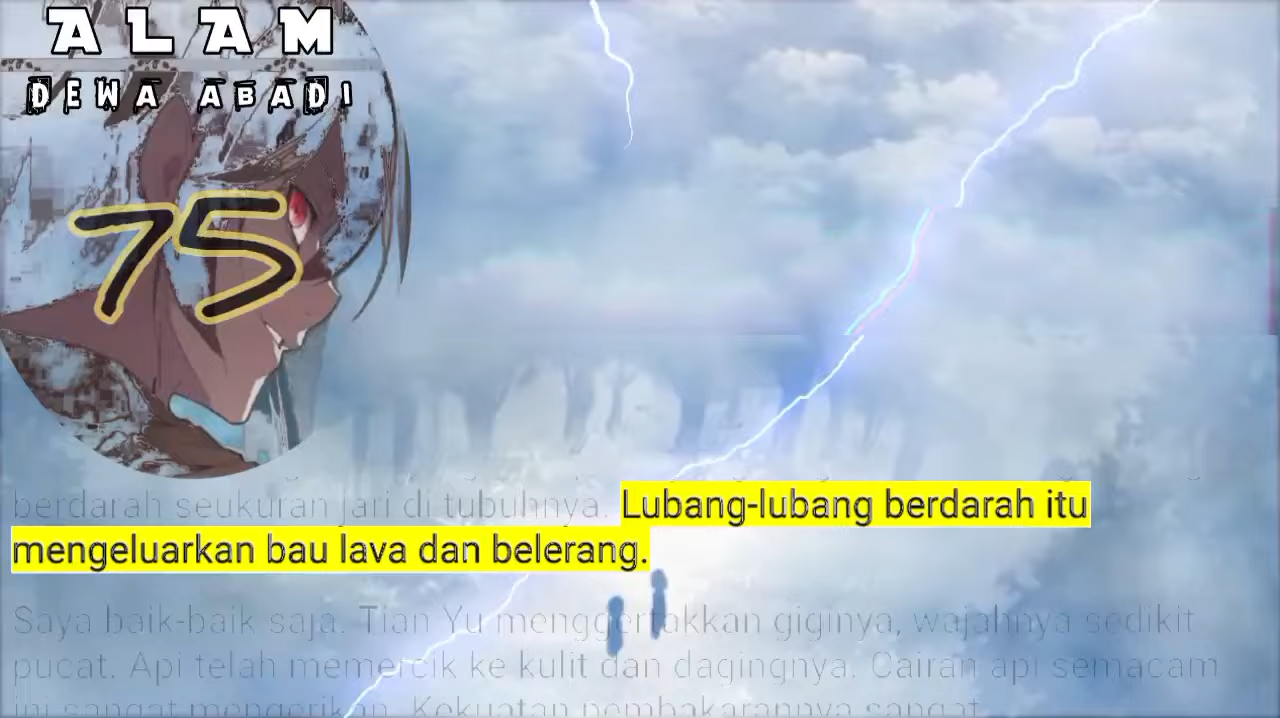 ALAM
DEWA ABADI
75
berdarah seukuran jari di tubuhnya. Lubang-lubang berdarah itu
mengeluarkan bau lava dan belerang.
Saya baik-baik saja. Tian Yu menggertakkan giginya, wajahnya sedikit
pucat. Api telah memercik ke kulit dan dagingnya. Cairan api semacam
ini sangat mengerikan. Kekuatan pembakarannya sangat